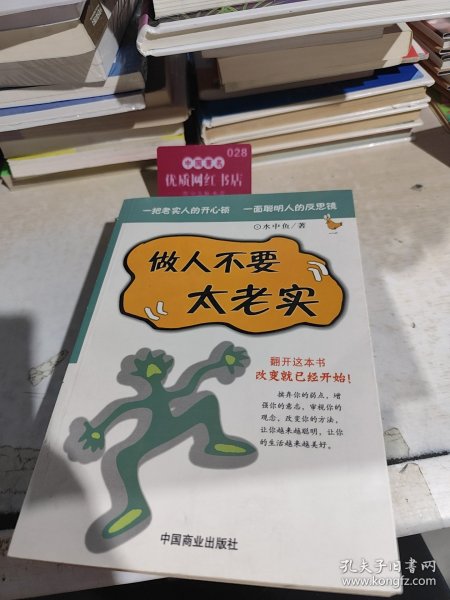 028
中国著名
优质网红书店
一把老实人的开心锁 一面聪明人的反思镜
水中鱼/著
做人不要
太老实
翻开这本书
改变就已经开始!
摈弃你的弱点,增
强你的意志,审视你的
观念,改变你的方法,
让你越来越聪明,让你
的生活越来越美好。
中国商业出版社
孔夫子旧书网
www.kongfz.com